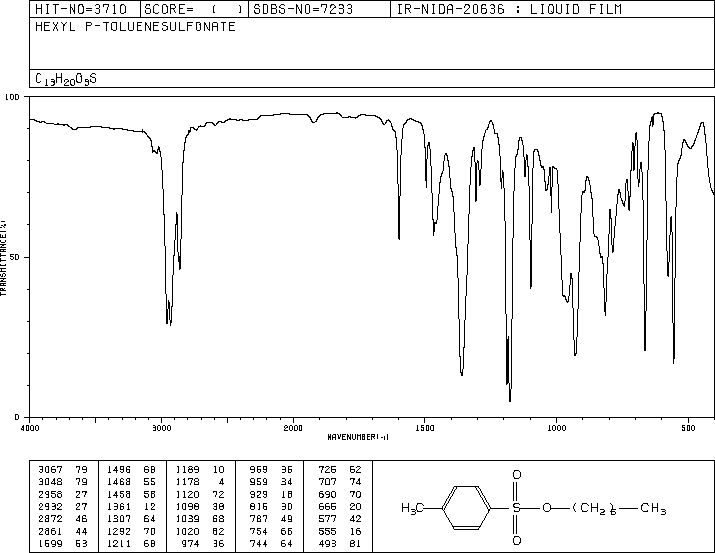 HIT-NO=3710 SCORE= ( ) SDBS-NO=7233 IR-NIDA-20636 : LIQUID FILM
HEXYL P-TOLUENESULFONATE
C13H20O3S
100
50
0
TRANSMITTANCE(%)
4000 3000 2000 1500 1000 500
WAVENUMBER(-1)
3067 79 1496 68 1189 10 969 35 726 62
3048 79 1468 55 1178 4 959 34 707 74
2958 27 1458 58 1120 72 929 18 690 70
2932 27 1361 12 1098 38 816 30 665 20
2872 46 1307 64 1039 68 787 49 577 42
2861 44 1292 70 1020 62 754 66 555 16
1599 53 1211 68 974 36 744 64 493 81
O
H3C S O (CH2)5 CH3
O